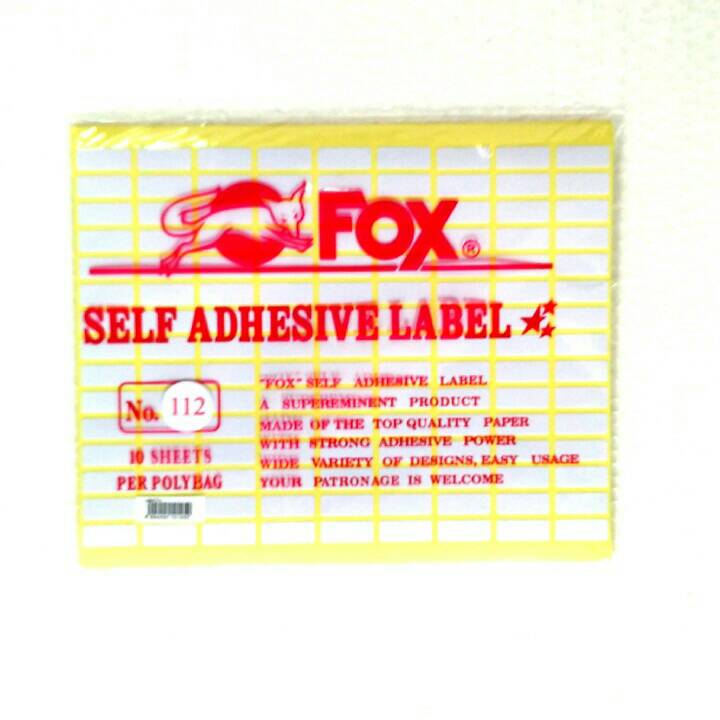 FOX®
SELF ADHESIVE LABEL
No. 112
10 SHEETS
PER POLYBAG
"FOX" SELF ADHESIVE LABEL
A SUPEREMINENT PRODUCT
MADE OF THE TOP QUALITY PAPER
WITH STRONG ADHESIVE POWER
WIDE VARIETY OF DESIGNS, EASY USAGE
YOUR PATRONAGE IS WELCOME